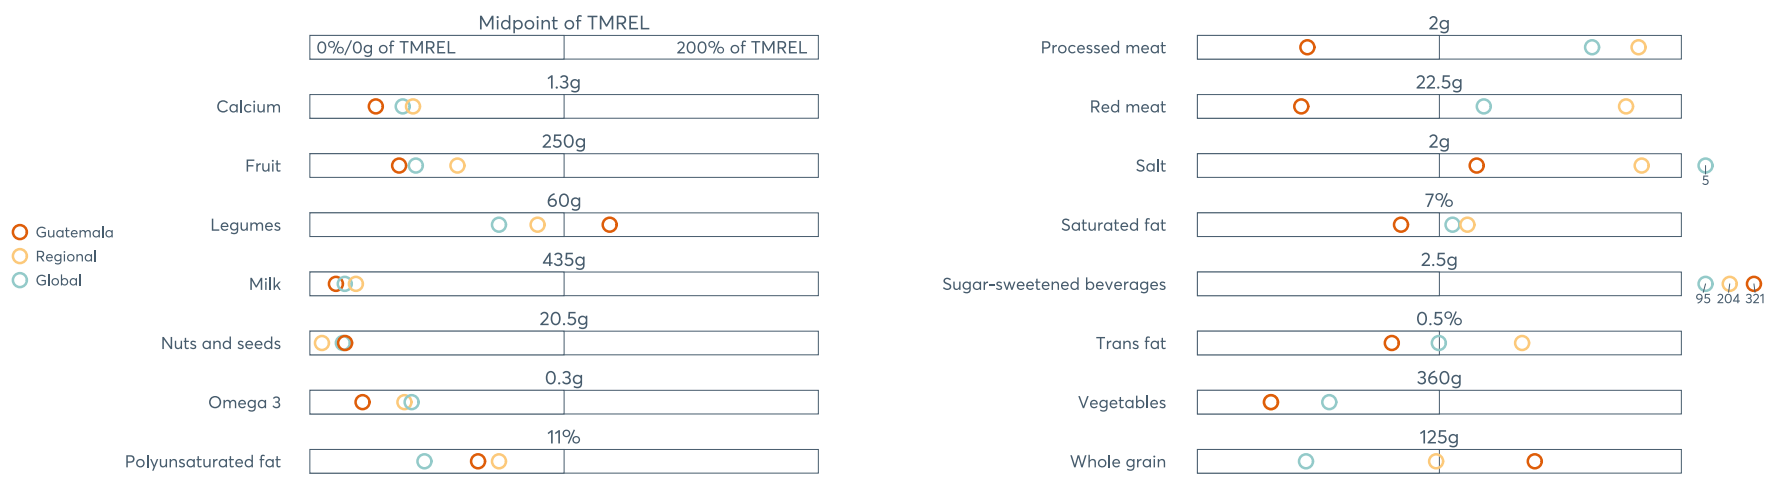 Midpoint of TMREL
0%/0g of TMREL 200% of TMREL
1.3g
Calcium
250g
Fruit
60g
Legumes
435g
Milk
20.5g
Nuts and seeds
0.3g
Omega 3
11%
Polyunsaturated fat
Guatemala
Regional
Global
2g
Processed meat
22.5g
Red meat
2g
Salt
5
7%
Saturated fat
2.5g
Sugar-sweetened beverages
95 204 321
0.5%
Trans fat
360g
Vegetables
125g
Whole grain